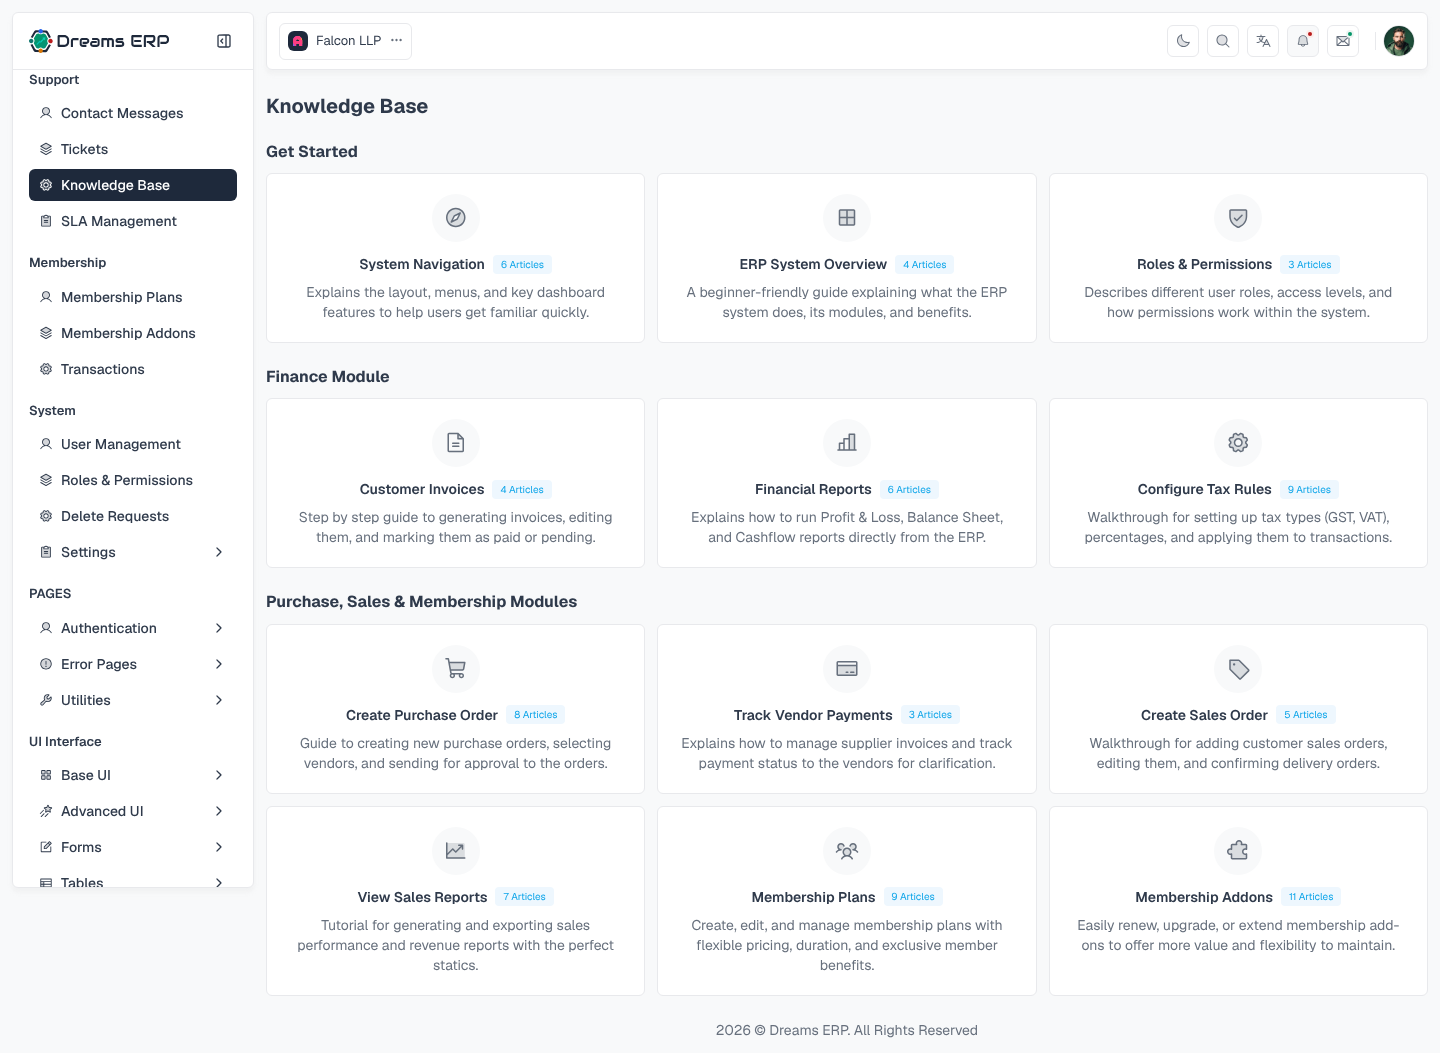 Dreams ERP
Support
Contact Messages
Tickets
Knowledge Base
SLA Management
Membership
Membership Plans
Membership Addons
Transactions
System
User Management
Roles & Permissions
Delete Requests
Settings
PAGES
Authentication
Error Pages
Utilities
UI Interface
Base UI
Advanced UI
Forms
Tables
Falcon LLP ···
Knowledge Base
Get Started
System Navigation 6 Articles
Explains the layout, menus, and key dashboard
features to help users get familiar quickly.
ERP System Overview 4 Articles
A beginner-friendly guide explaining what the ERP
system does, its modules, and benefits.
Roles & Permissions 3 Articles
Describes different user roles, access levels, and
how permissions work within the system.
Finance Module
Customer Invoices 4 Articles
Step by step guide to generating invoices, editing
them, and marking them as paid or pending.
Financial Reports 6 Articles
Explains how to run Profit & Loss, Balance Sheet,
and Cashflow reports directly from the ERP.
Configure Tax Rules 9 Articles
Walkthrough for setting up tax types (GST, VAT),
percentages, and applying them to transactions.
Purchase, Sales & Membership Modules
Create Purchase Order 8 Articles
Guide to creating new purchase orders, selecting
vendors, and sending for approval to the orders.
Track Vendor Payments 3 Articles
Explains how to manage supplier invoices and track
payment status to the vendors for clarification.
Create Sales Order 5 Articles
Walkthrough for adding customer sales orders,
editing them, and confirming delivery orders.
View Sales Reports 7 Articles
Tutorial for generating and exporting sales
performance and revenue reports with the perfect
statics.
Membership Plans 9 Articles
Create, edit, and manage membership plans with
flexible pricing, duration, and exclusive member
benefits.
Membership Addons 11 Articles
Easily renew, upgrade, or extend membership add-
ons to offer more value and flexibility to maintain.
2026 © Dreams ERP. All Rights Reserved